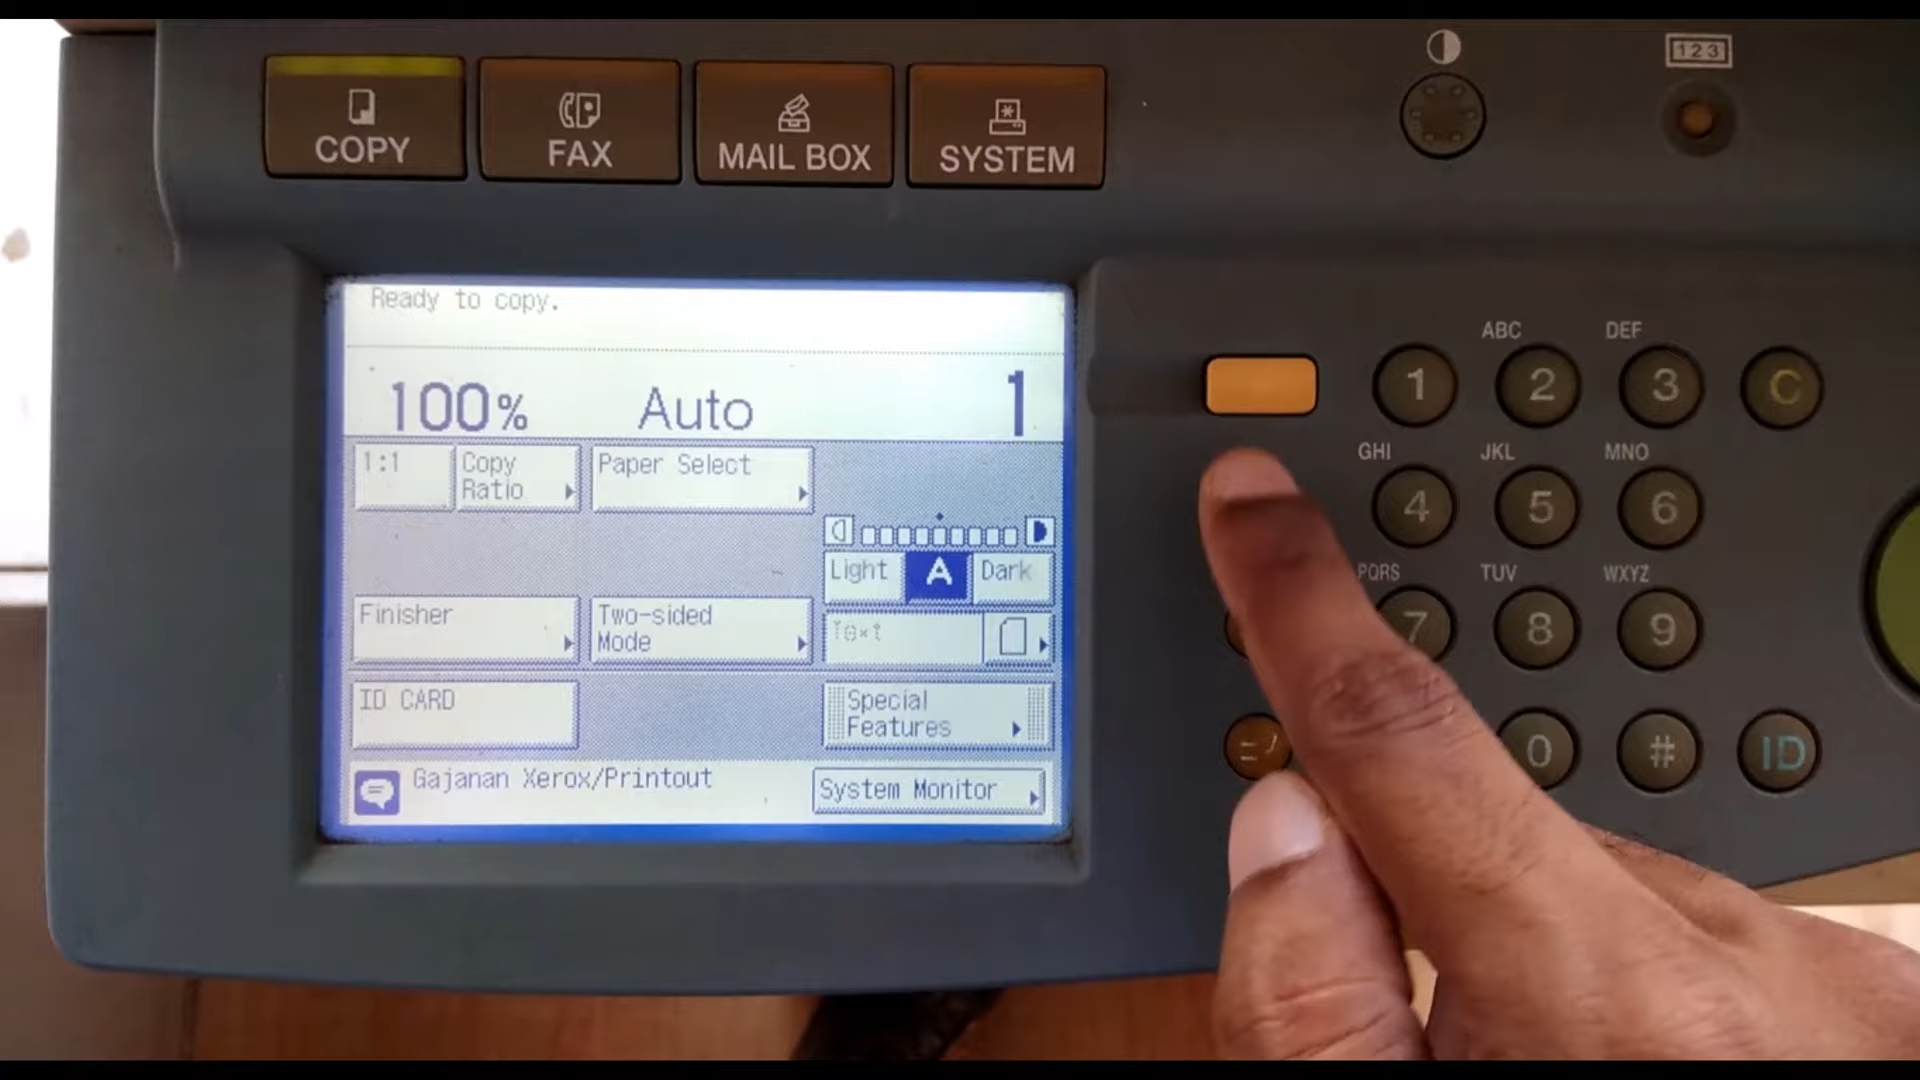 COPY
FAX
MAIL BOX
SYSTEM
123
Ready to copy.
100%
Auto
1
1:1
Copy
Ratio
Paper Select
Light
A
Dark
Finisher
Two-sided
Mode
Text
ID CARD
Special
Features
Gajanan Xerox/Printout
System Monitor
ABC
DEF
1
2
3
C
GHI
JKL
MNO
4
5
6
PQRS
TUV
WXYZ
7
8
9
0
#
ID